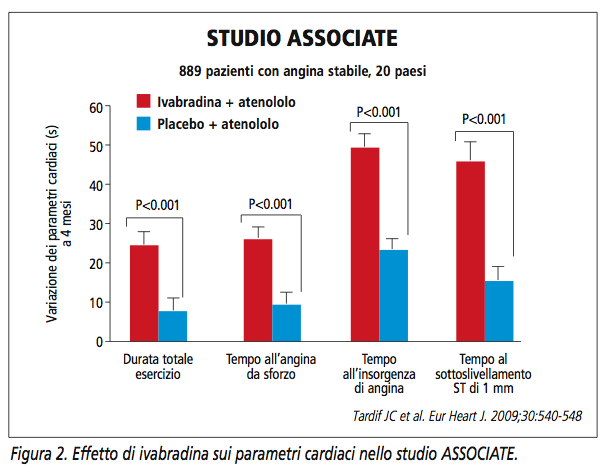 STUDIO ASSOCIATE
889 pazienti con angina stabile, 20 paesi
Ivabradina + atenololo
Placebo + atenololo
Variazione dei parametri cardiaci (s)
a 4 mesi
60
50
40
30
20
10
0
P<0.001
P<0.001
P<0.001
P<0.001
Durata totale
esercizio
Tempo all’angina
da sforzo
Tempo
all’insorgenza
di angina
Tempo al
sottoslivellamento
ST di 1 mm
Tardif JC et al. Eur Heart J. 2009;30:540-548
Figura 2. Effetto di ivabradina sui parametri cardiaci nello studio ASSOCIATE.